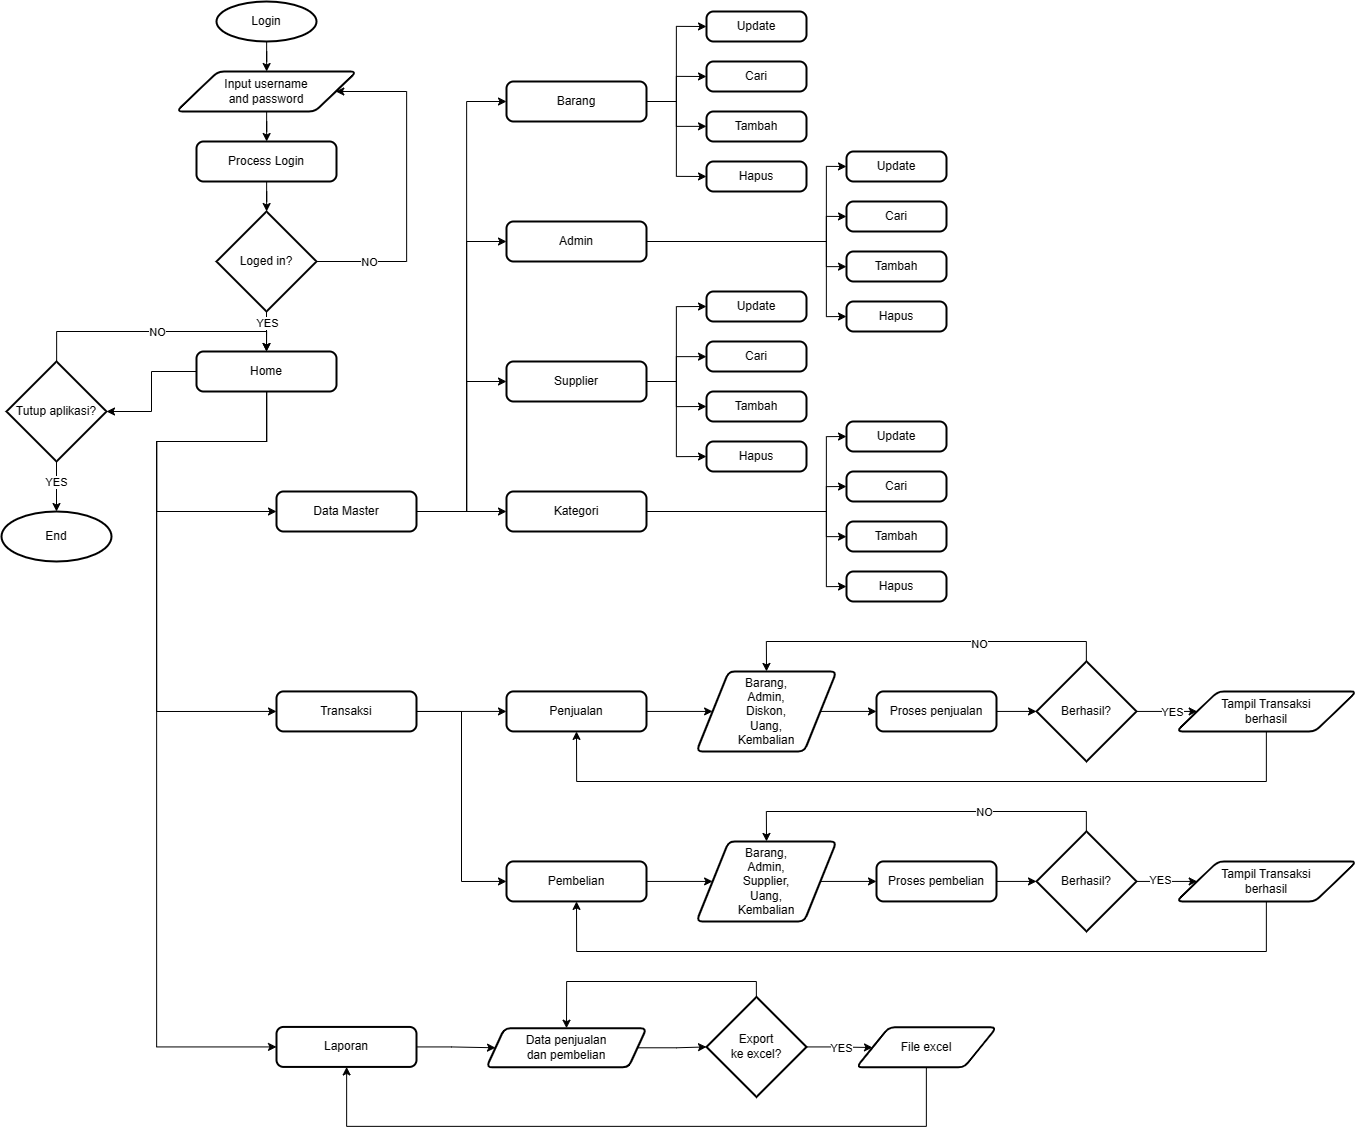 Login
Input username
and password
Process Login
Loged in?
NO
YES
Home
NO
Tutup aplikasi?
YES
End
Data Master
Barang
Update
Cari
Tambah
Hapus
Admin
Update
Cari
Tambah
Hapus
Supplier
Update
Cari
Tambah
Hapus
Kategori
Update
Cari
Tambah
Hapus
Transaksi
Penjualan
Barang,
Admin,
Diskon,
Uang,
Kembalian
Proses penjualan
Berhasil?
NO
YES
Tampil Transaksi
berhasil
Pembelian
Barang,
Admin,
Supplier,
Uang,
Kembalian
Proses pembelian
Berhasil?
NO
YES
Tampil Transaksi
berhasil
Laporan
Data penjualan
dan pembelian
Export
ke excel?
YES
File excel